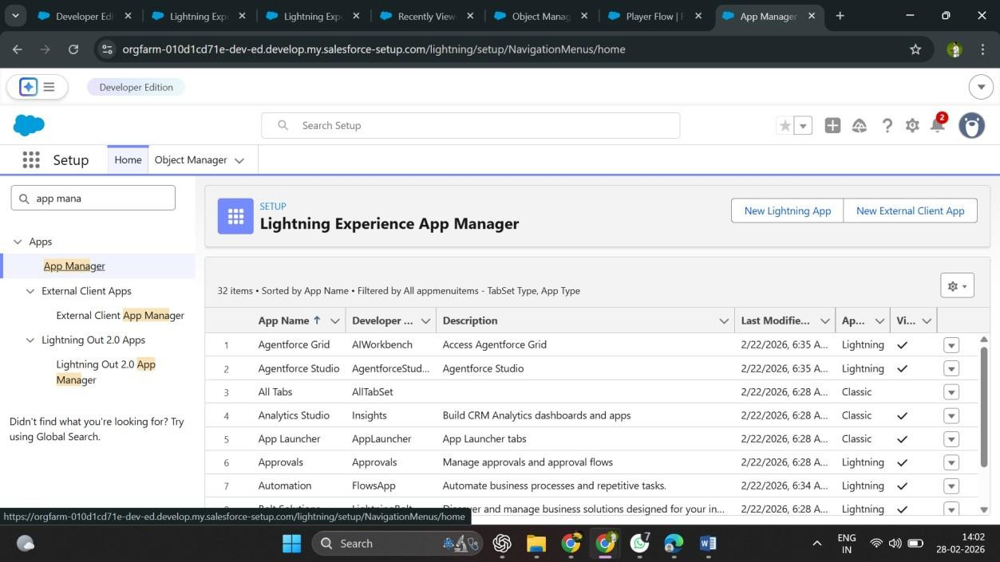 Developer Edi
Lightning Exp
Lightning Exp
Recently View
Object Manag
Player Flow | F
App Manager
orgfarm-010d1cd71e-dev-ed.develop.my.salesforce-setup.com/lightning/setup/NavigationMenus/home
Developer Edition
Search Setup
2
Setup
Home
Object Manager
app mana
SETUP
Lightning Experience App Manager
New Lightning App
New External Client App
Apps
App Manager
External Client Apps
External Client App Manager
Lightning Out 2.0 Apps
Lightning Out 2.0 App
Manager
Didn't find what you're looking for? Try
using Global Search.
32 items • Sorted by App Name • Filtered by All appmenuitems - TabSet Type, App Type
App Name Developer ... Description Last Modifie... Ap... Vi...
1 Agentforce Grid AIWorkbench Access Agentforce Grid 2/22/2026, 6:35 A... Lightning
2 Agentforce Studio AgentforceStud... Agentforce Studio 2/22/2026, 6:35 A... Lightning
3 All Tabs AllTabSet 2/22/2026, 6:28 A... Classic
4 Analytics Studio Insights Build CRM Analytics dashboards and apps 2/22/2026, 6:28 A... Classic
5 App Launcher AppLauncher App Launcher tabs 2/22/2026, 6:28 A... Classic
6 Approvals Approvals Manage approvals and approval flows 2/22/2026, 6:28 A... Lightning
7 Automation FlowsApp Automate business processes and repetitive tasks. 2/22/2026, 6:34 A... Lightning
8 Bolt Solutions LightningBolt Discover and manage business solutions designed for your in... 2/22/2026, 6:28 A... Lightning
https://orgfarm-010d1cd71e-dev-ed.develop.my.salesforce-setup.com/lightning/setup/NavigationMenus/home
Search
7
ENG
IN
14:02
28-02-2026